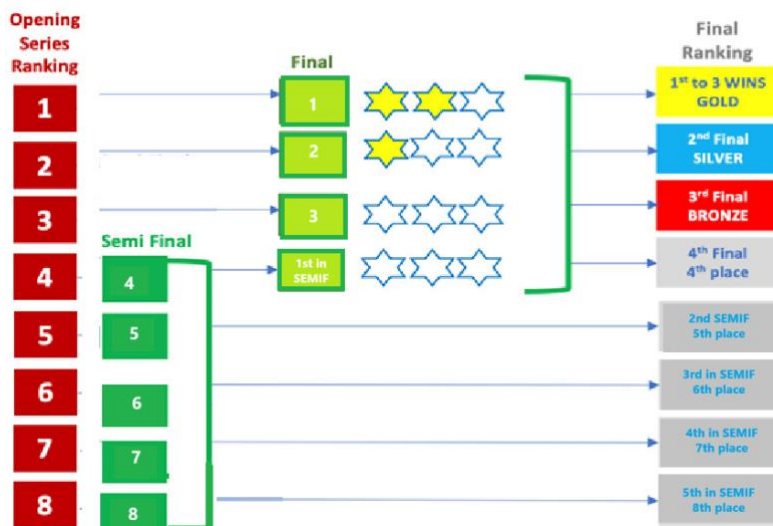 Opening
Series
Ranking
1
2
3
4
5
6
7
8
Semi Final
4
5
6
7
8
Final
1
2
3
1st in
SEMIF
Final
Ranking
1st to 3 WINS
GOLD
2nd Final
SILVER
3rd Final
BRONZE
4th Final
4th place
2nd SEMIF
5th place
3rd in SEMIF
6th place
4th in SEMIF
7th place
5th in SEMIF
8th place